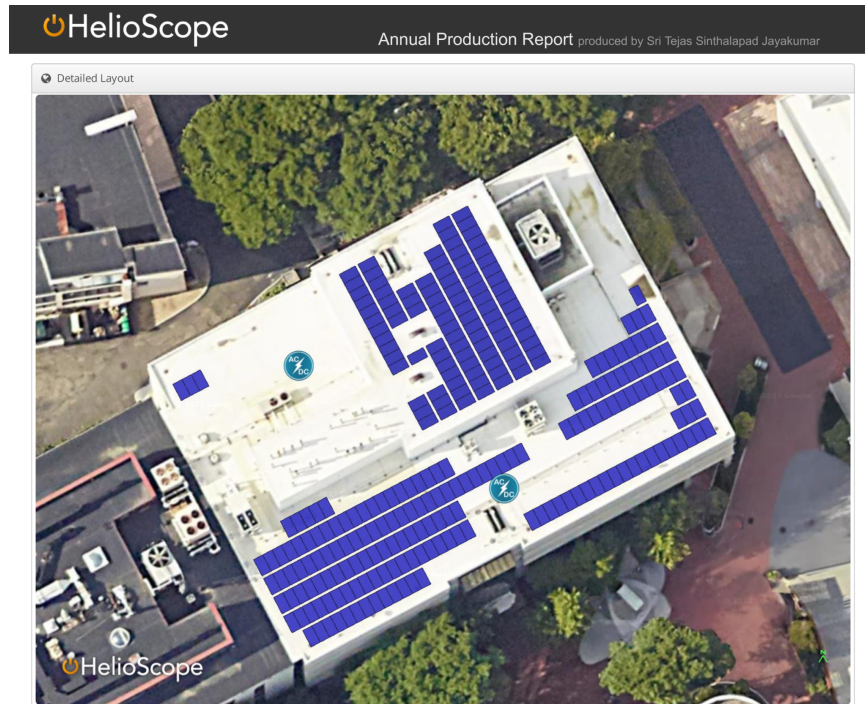 HelioScope
Annual Production Report produced by Sri Tejas Sinthalapad Jayakumar
Detailed Layout
AC
DC
AC
DC
HelioScope
N